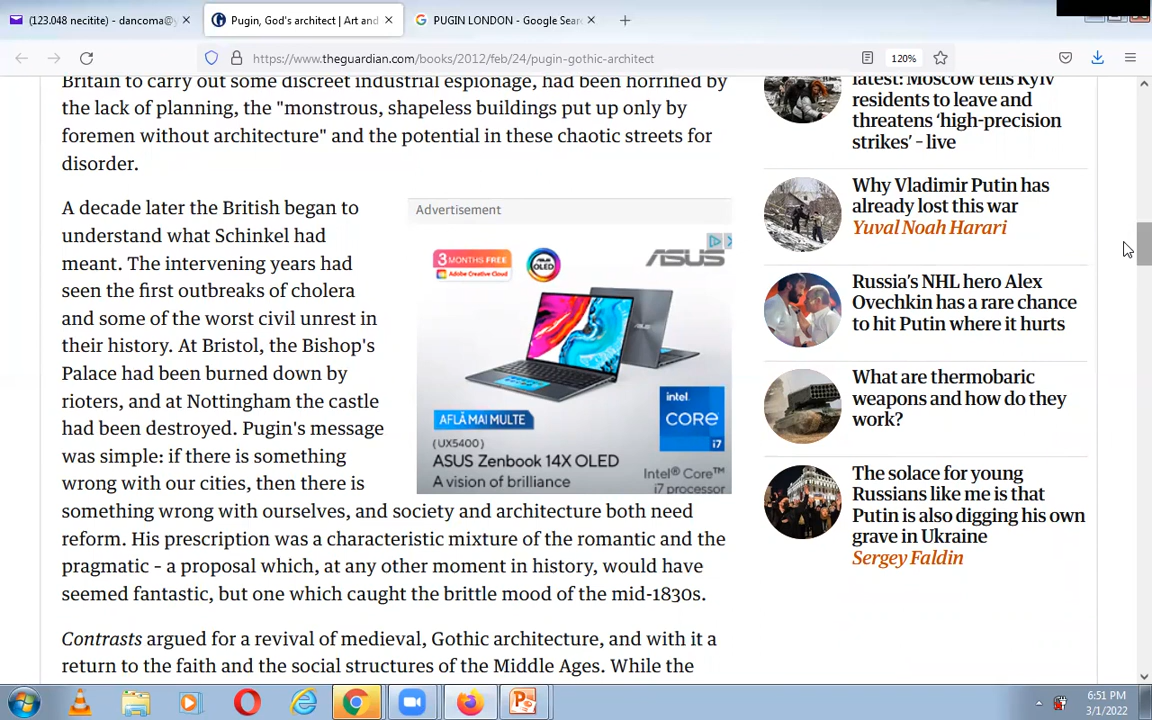 (123.048 necitite) - dancoma@
Pugin, God's architect | Art and
PUGIN LONDON - Google Sear
https://www.theguardian.com/books/2012/feb/24/pugin-gothic-architect
120%
Britain to carry out some discreet industrial espionage, had been horrified by
the lack of planning, the "monstrous, shapeless buildings put up only by
foremen without architecture" and the potential in these chaotic streets for
disorder.
A decade later the British began to
understand what Schinkel had
meant. The intervening years had
seen the first outbreaks of cholera
and some of the worst civil unrest in
their history. At Bristol, the Bishop's
Palace had been burned down by
rioters, and at Nottingham the castle
had been destroyed. Pugin's message
was simple: if there is something
wrong with our cities, then there is
something wrong with ourselves, and society and architecture both need
reform. His prescription was a characteristic mixture of the romantic and the
pragmatic – a proposal which, at any other moment in history, would have
seemed fantastic, but one which caught the brittle mood of the mid-1830s.
Contrasts argued for a revival of medieval, Gothic architecture, and with it a
return to the faith and the social structures of the Middle Ages. While the
Advertisement
3 MONTHS FREE
Adobe Creative Cloud
ASUS
OLED
ASUS
intel
CORE
i7
AFLĂ MAI MULTE
(UX5400)
ASUS Zenbook 14X OLED
A vision of brilliance
Intel® Core™
i7 processor
latest: Moscow tells Kyiv
residents to leave and
threatens 'high-precision
strikes' – live
Why Vladimir Putin has
already lost this war
Yuval Noah Harari
Russia's NHL hero Alex
Ovechkin has a rare chance
to hit Putin where it hurts
What are thermobaric
weapons and how do they
work?
The solace for young
Russians like me is that
Putin is also digging his own
grave in Ukraine
Sergey Faldin
6:51 PM
3/1/2022